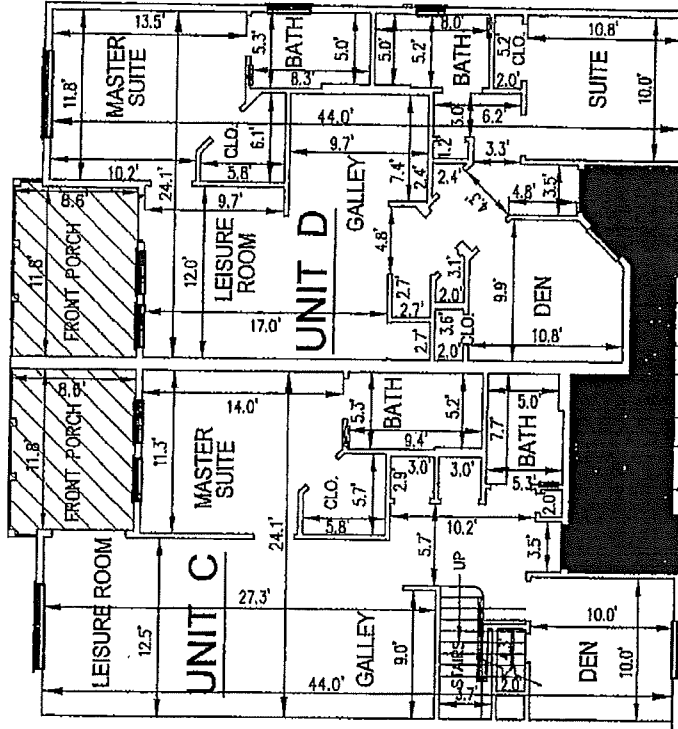 13.5'
5.3'
BATH
5.0'
5.0'
8.0'
5.2'
BATH
5.2'
CLO.
10.8'
11.8'
MASTER
SUITE
8.3'
2.0'
SUITE
10.0'
44.0'
6.1'
CLO.
3.0'
6.2'
9.7'
1.2'
3.3'
10.2'
5.8'
24.1'
GALLEY
7.4'
2.4'
2.4'
4.8'
3.5'
8.6'
9.7'
11.8'
FRONT PORCH
12.0'
LEISURE
ROOM
UNIT D
4.8'
3.1'
9.9'
DEN
17.0'
2.7'
2.7'
2.0'
2.7'
3.6'
2.0'
CLO.
10.8'
8.6'
11.8'
FRONT PORCH
14.0'
11.3'
MASTER
SUITE
5.3'
BATH
5.2'
9.4'
5.0'
7.7'
BATH
5.3'
CLO.
5.7'
5.8'
2.9'
3.0'
3.0'
2.0'
10.2'
24.1'
5.7'
3.5'
LEISURE ROOM
12.5'
UNIT C
27.3'
GALLEY
9.0'
UP
STAIRS
3.7'
2.0'
10.0'
DEN
10.0'
44.0'